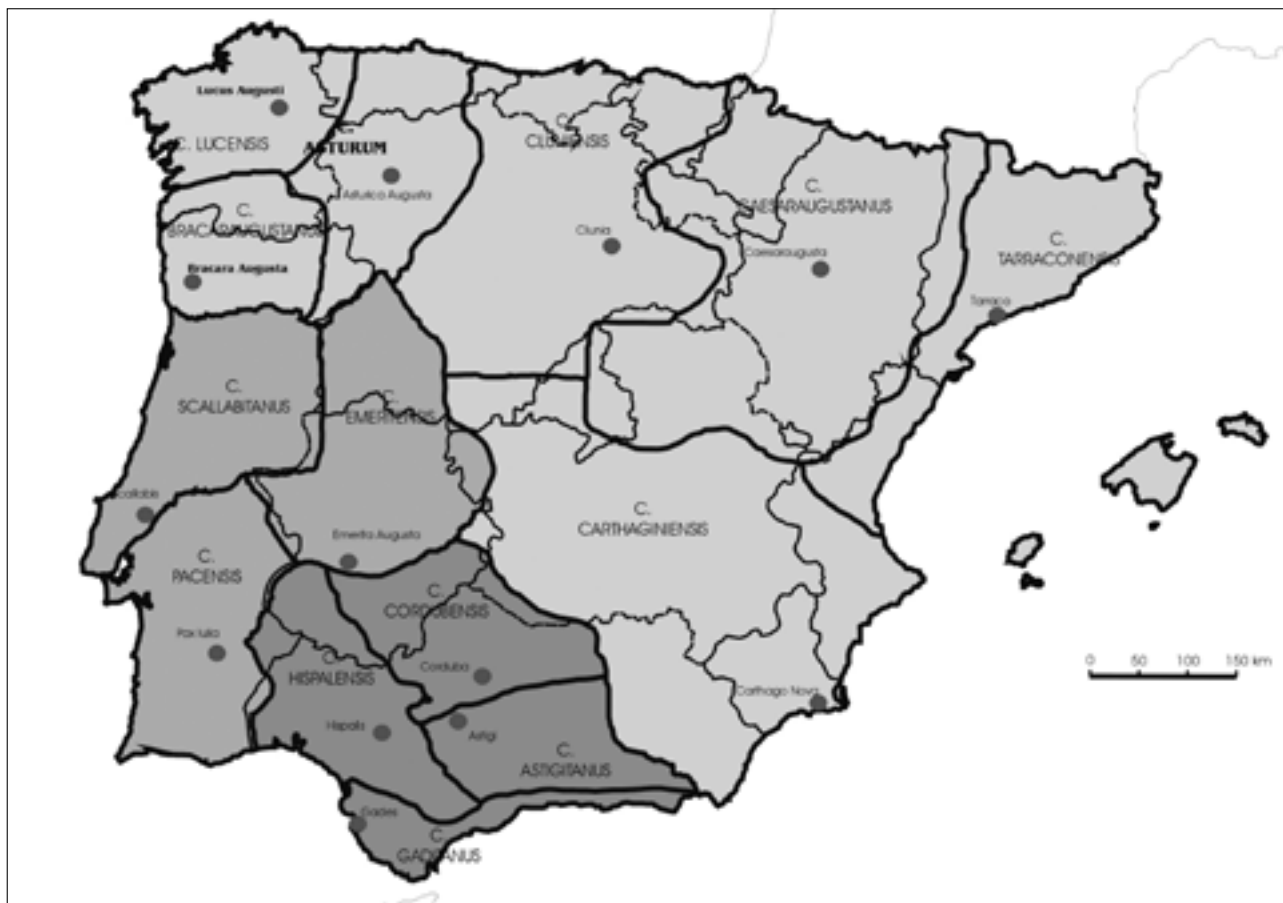 Lucus Augusti
C. LUCENSIS
ASTURUM
Asturica Augusta
C.
CLUNIENSIS
Clunia
C.
CAESARAUGUSTANUS
Caesaraugusta
C.
TARRACONENSIS
Tarraco
C.
BRACARAUGUSTANUS
Bracara Augusta
C.
SCALLABITANUS
Scallabis
C.
EMERITENSIS
Emerita Augusta
C.
CARTHAGINIENSIS
Carthago Nova
C.
PACENSIS
Pax Iulia
C.
CORDUBENSIS
Corduba
C.
HISPALENSIS
Hispalis
Astigi
C.
ASTIGITANUS
Gades
C.
GADITANUS
0 50 100 150 km